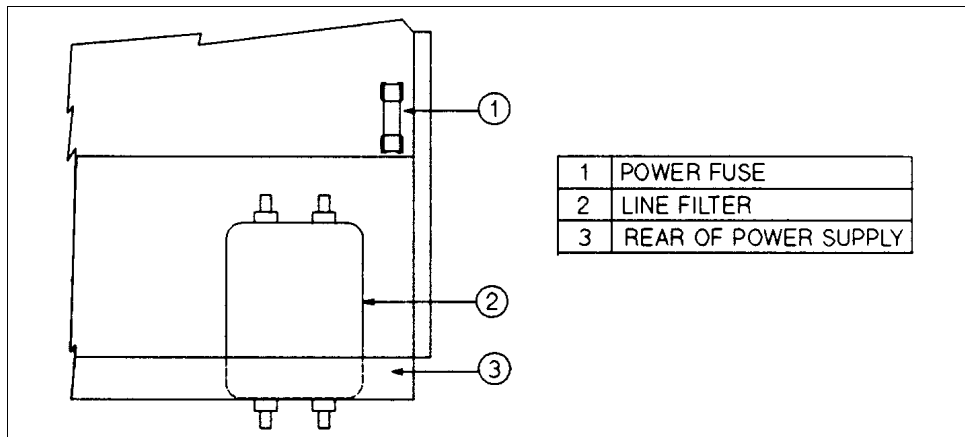 1
2
3
1 POWER FUSE
2 LINE FILTER
3 REAR OF POWER SUPPLY